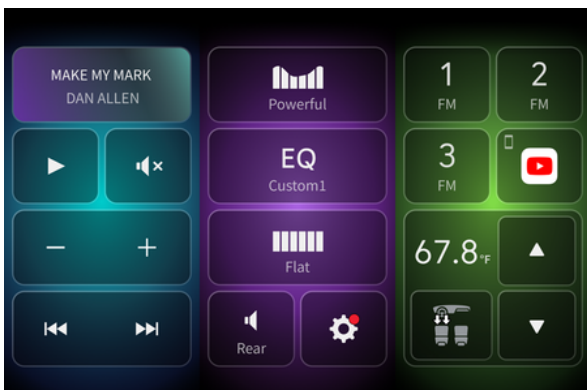 MAKE MY MARK
DAN ALLEN
Powerful
EQ
Custom1
Flat
Rear
1
FM
2
FM
3
FM
67.8°F